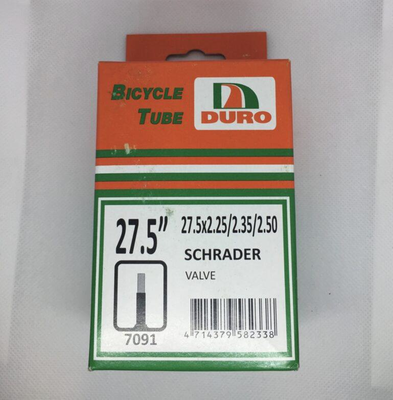 BICYCLE
TUBE
DURO
27.5"
27.5x2.25/2.35/2.50
SCHRADER
VALVE
7091
4 714379 582338